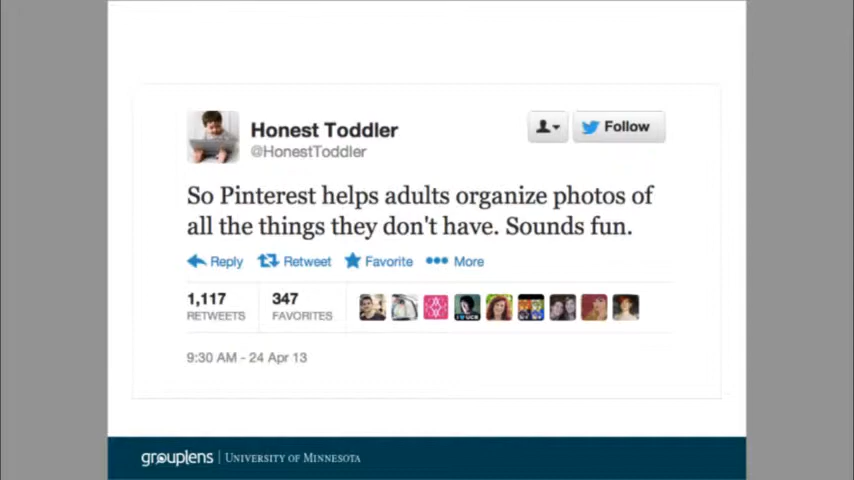 Honest Toddler
@HonestToddler
Follow
So Pinterest helps adults organize photos of
all the things they don't have. Sounds fun.
Reply Retweet Favorite More
1,117 347
RETWEETS FAVORITES
9:30 AM - 24 Apr 13
grouplens | UNIVERSITY OF MINNESOTA